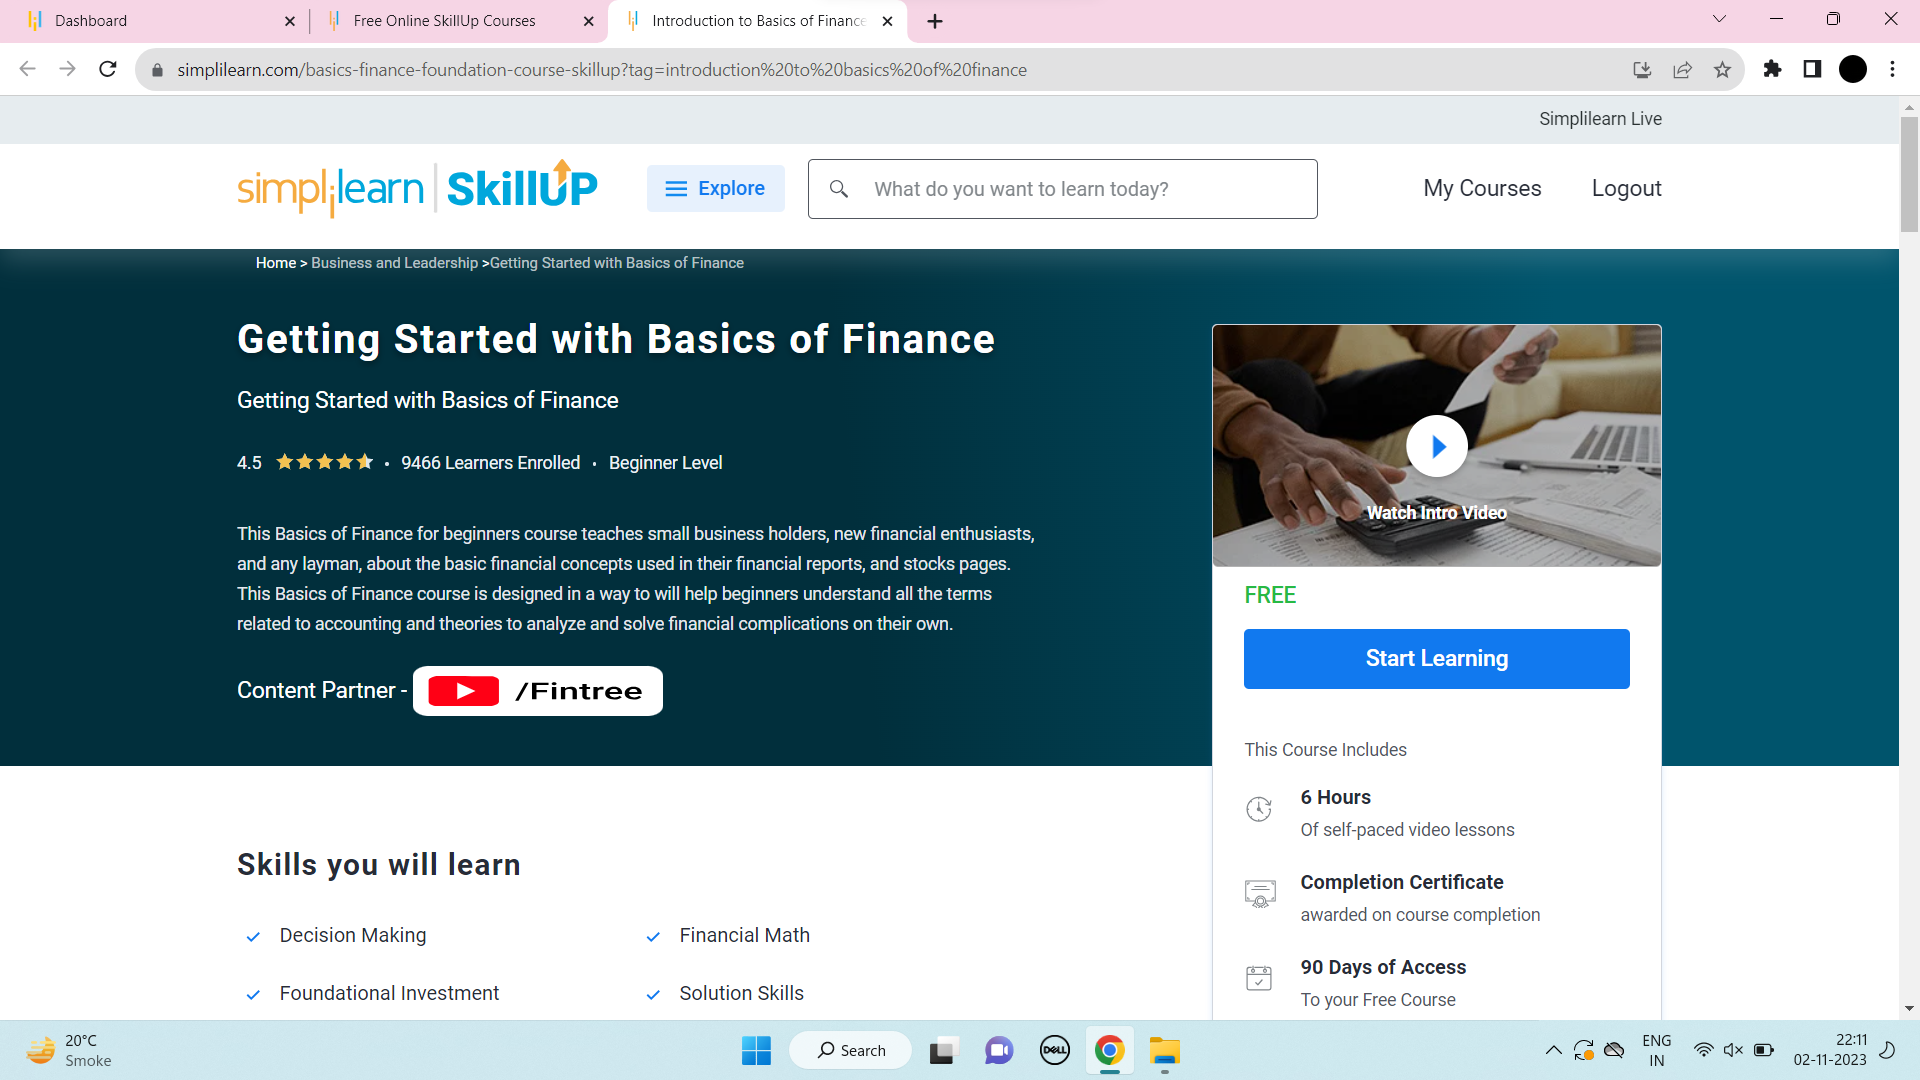 Dashboard
Free Online SkillUp Courses
Introduction to Basics of Finance
simplilearn.com/basics-finance-foundation-course-skillup?tag=introduction%20to%20basics%20of%20finance
Simplilearn Live
simplilearn | SkillUP
Explore
What do you want to learn today?
My Courses
Logout
Home > Business and Leadership >Getting Started with Basics of Finance
Getting Started with Basics of Finance
Getting Started with Basics of Finance
4.5 • 9466 Learners Enrolled • Beginner Level
This Basics of Finance for beginners course teaches small business holders, new financial enthusiasts,
and any layman, about the basic financial concepts used in their financial reports, and stocks pages.
This Basics of Finance course is designed in a way to will help beginners understand all the terms
related to accounting and theories to analyze and solve financial complications on their own.
Content Partner - /Fintree
Watch Intro Video
FREE
Start Learning
This Course Includes
6 Hours
Of self-paced video lessons
Completion Certificate
awarded on course completion
90 Days of Access
To your Free Course
Skills you will learn
Decision Making
Financial Math
Foundational Investment
Solution Skills
20°C
Smoke
Search
DELL
ENG
IN
22:11
02-11-2023